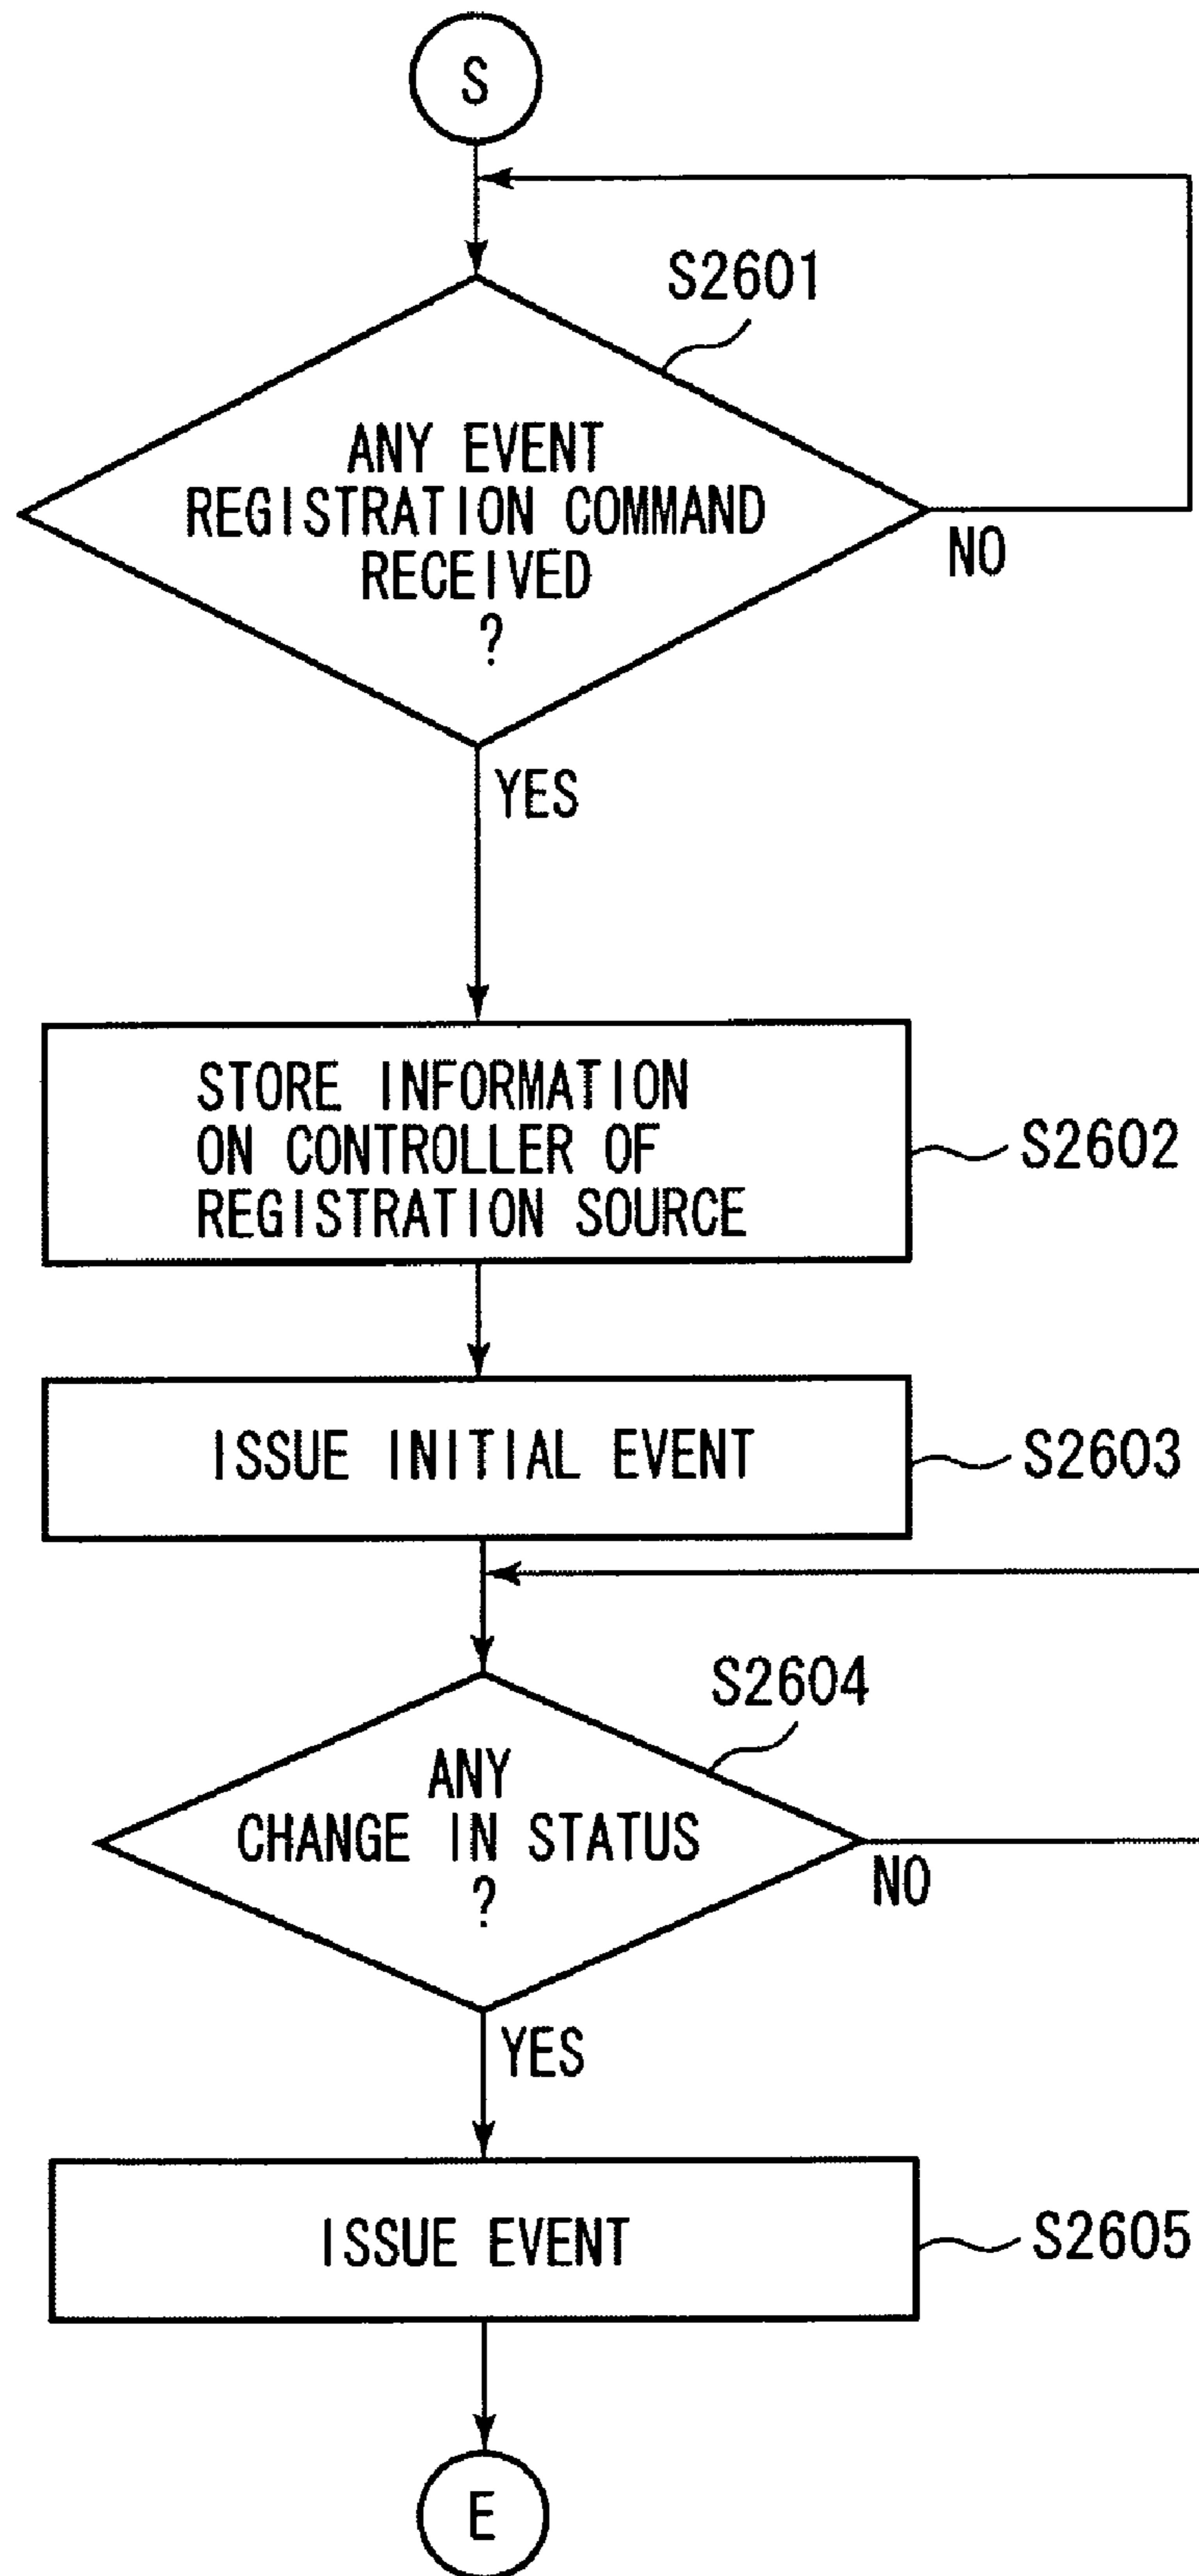 S
S2601
ANY EVENT
REGISTRATION COMMAND
RECEIVED
?
NO
YES
STORE INFORMATION
ON CONTROLLER OF
REGISTRATION SOURCE
S2602
ISSUE INITIAL EVENT
S2603
S2604
ANY
CHANGE IN STATUS
?
NO
YES
ISSUE EVENT
S2605
E